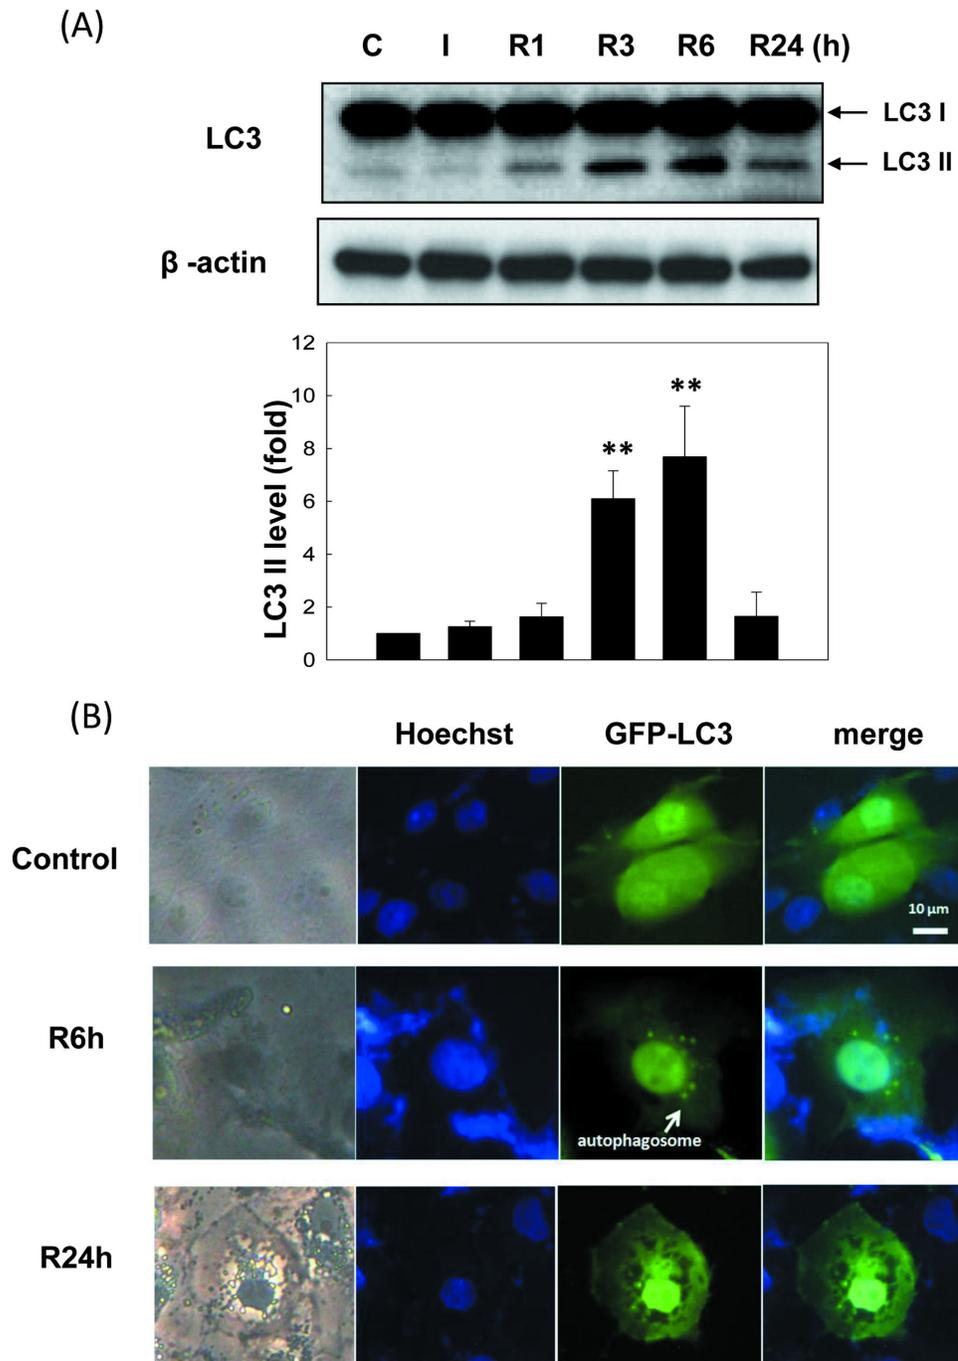 (A)
C I R1 R3 R6 R24 (h)
LC3
LC3 I
LC3 II
β -actin
12
10
8
6
4
2
0
LC3 II level (fold)
**
**
(B)
Hoechst GFP-LC3 merge
Control
10 µm
R6h
autophagosome
R24h